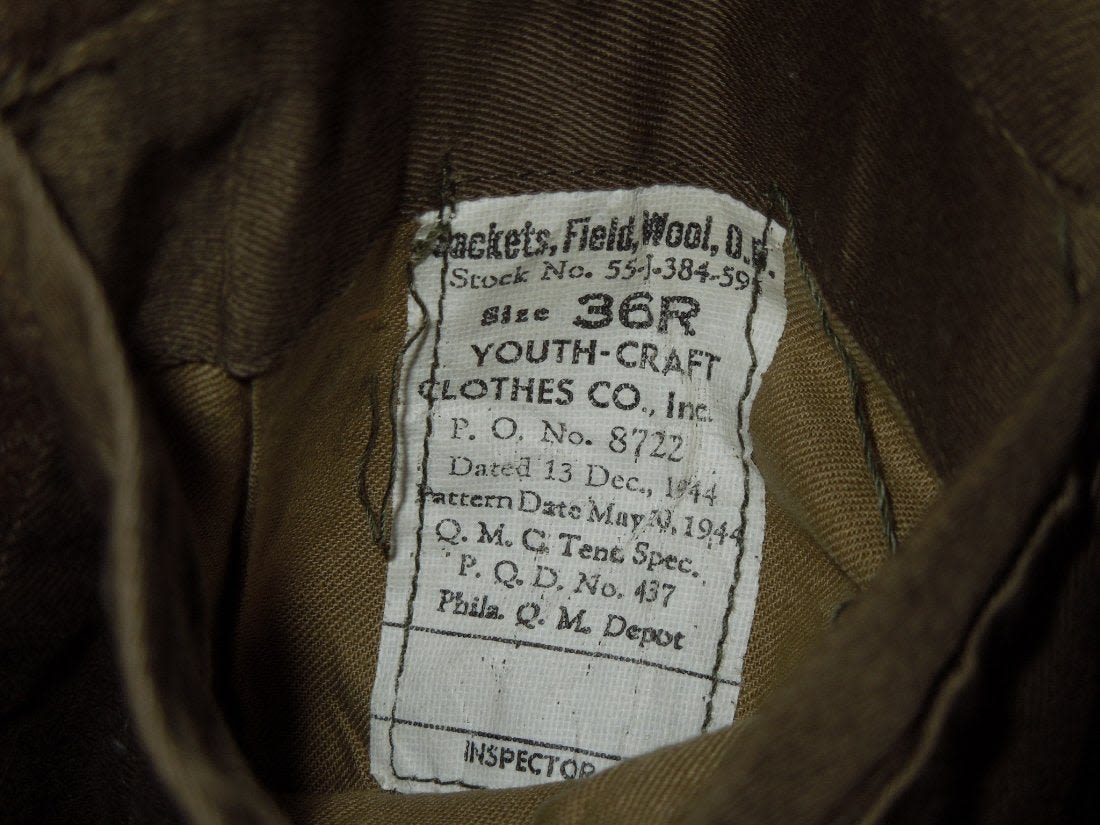 Jackets, Field, Wool, O.D.
Stock No. 55-J-384-59
Size 36R
YOUTH-CRAFT
CLOTHES CO., Inc.
P. O. No. 8722
Dated 13 Dec., 1944
Pattern Date May, 1944
Q. M. C. Tent. Spec.
P. Q. D. No. 437
Phila. Q. M. Depot
INSPECTOR